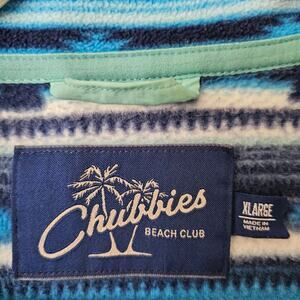 Chubbies
BEACH CLUB
XLARGE
MADE IN
VIETNAM